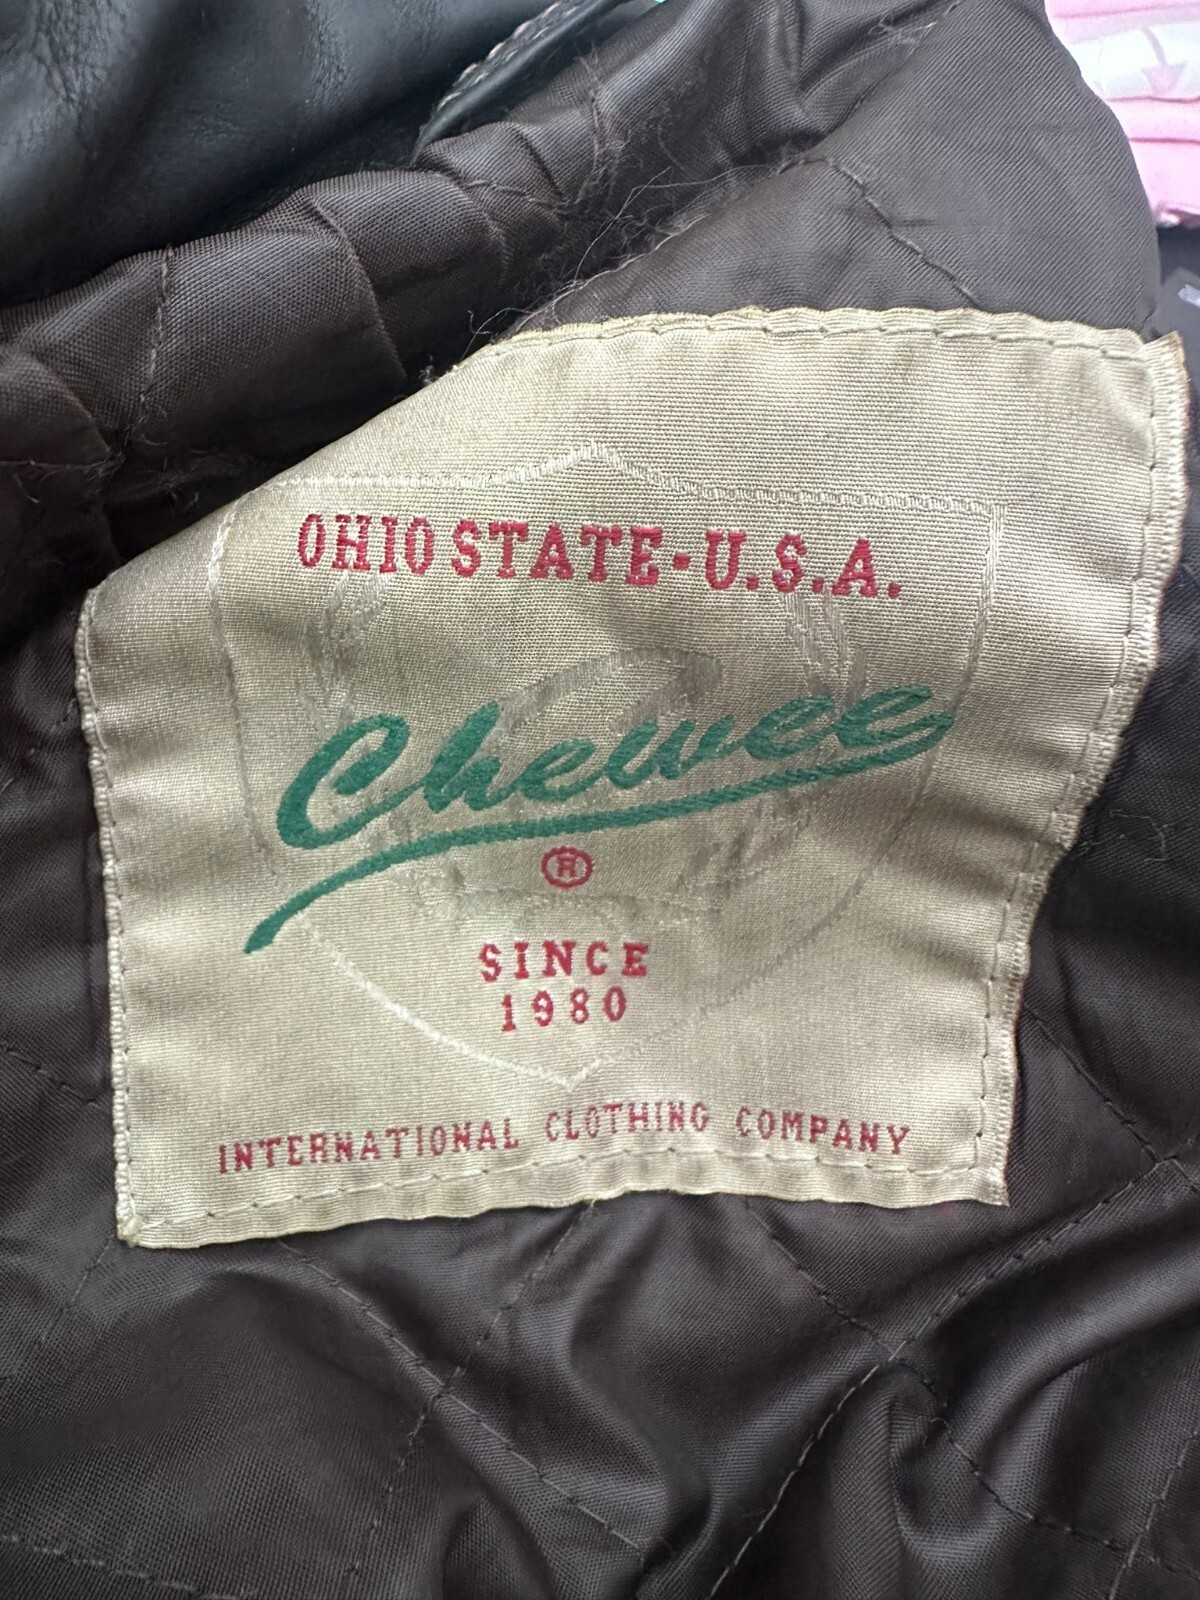 OHIO STATE·U.S.A.
Chewee
®
SINCE
1980
INTERNATIONAL CLOTHING COMPANY